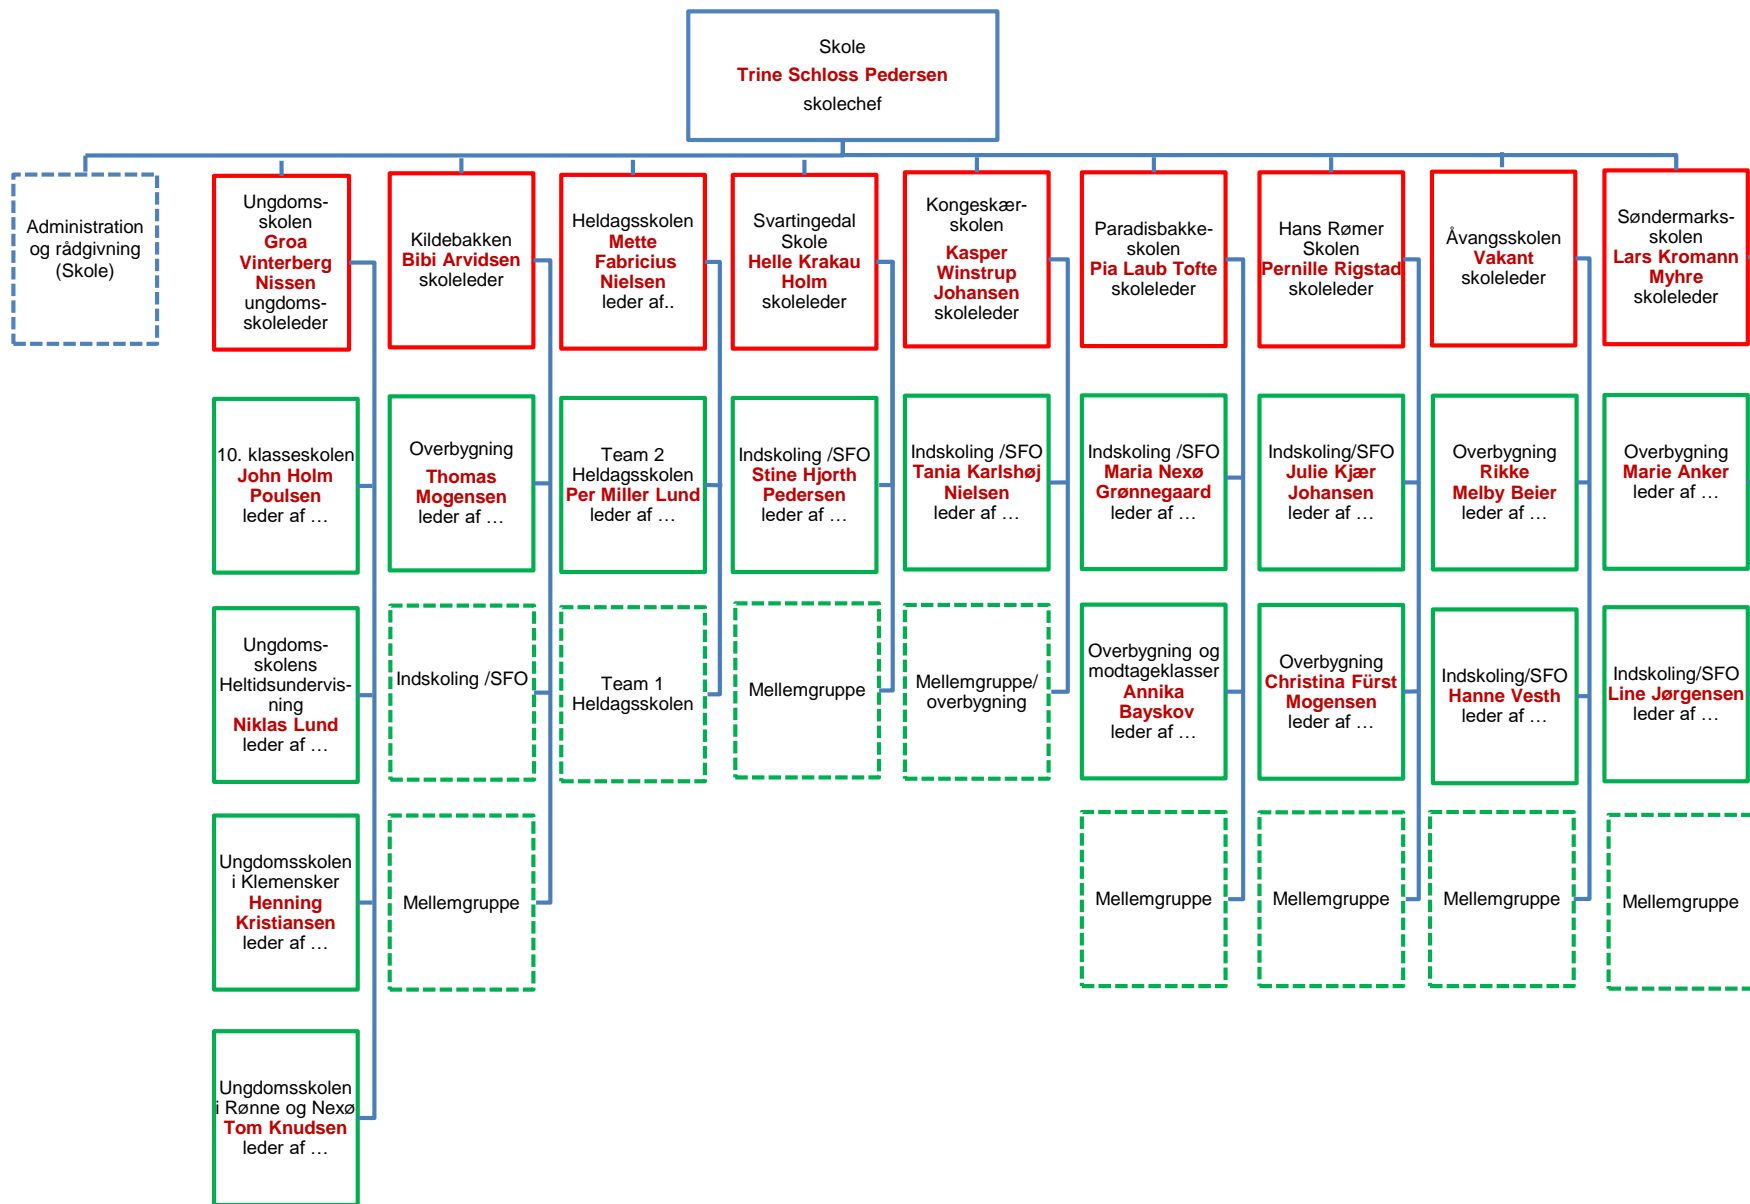 Skole
Trine Schloss Pedersen
skolechef
Administration
og rådgivning
(Skole)
Ungdoms-
skolen
Groa
Vinterberg
Nissen
ungdoms-
skoleleder
Kildebakken
Bibi Arvidsen
skoleleder
Heldagsskolen
Mette
Fabricius
Nielsen
leder af..
Svartingedal
Skole
Helle Krakau
Holm
skoleleder
Kongeskær-
skolen
Kasper
Winstrup
Johansen
skoleleder
Paradisbakke-
skolen
Pia Laub Tofte
skoleleder
Hans Rømer
Skolen
Pernille Rigstad
skoleleder
Åvangsskolen
Vakant
skoleleder
Søndermarks-
skolen
Lars Kromann
Myhre
skoleleder
10. klasseskolen
John Holm
Poulsen
leder af …
Overbygning
Thomas
Mogensen
leder af …
Team 2
Heldagsskolen
Per Miller Lund
leder af …
Indskoling /SFO
Stine Hjorth
Pedersen
leder af …
Indskoling /SFO
Tania Karlshøj
Nielsen
leder af …
Indskoling /SFO
Maria Nexø
Grønnegaard
leder af …
Indskoling/SFO
Julie Kjær
Johansen
leder af …
Overbygning
Rikke
Melby Beier
leder af …
Overbygning
Marie Anker
leder af …
Ungdoms-
skolens
Heltidsundervis-
ning
Niklas Lund
leder af …
Indskoling /SFO
Team 1
Heldagsskolen
Mellemgruppe
Mellemgruppe/
overbygning
Overbygning og
modtageklasser
Annika
Bayskov
leder af …
Overbygning
Christina Fürst
Mogensen
leder af …
Indskoling/SFO
Hanne Vesth
leder af …
Indskoling/SFO
Line Jørgensen
leder af …
Ungdomsskolen
i Klemensker
Henning
Kristiansen
leder af …
Mellemgruppe
Mellemgruppe
Mellemgruppe
Mellemgruppe
Mellemgruppe
Ungdomsskolen
i Rønne og Nexø
Tom Knudsen
leder af …